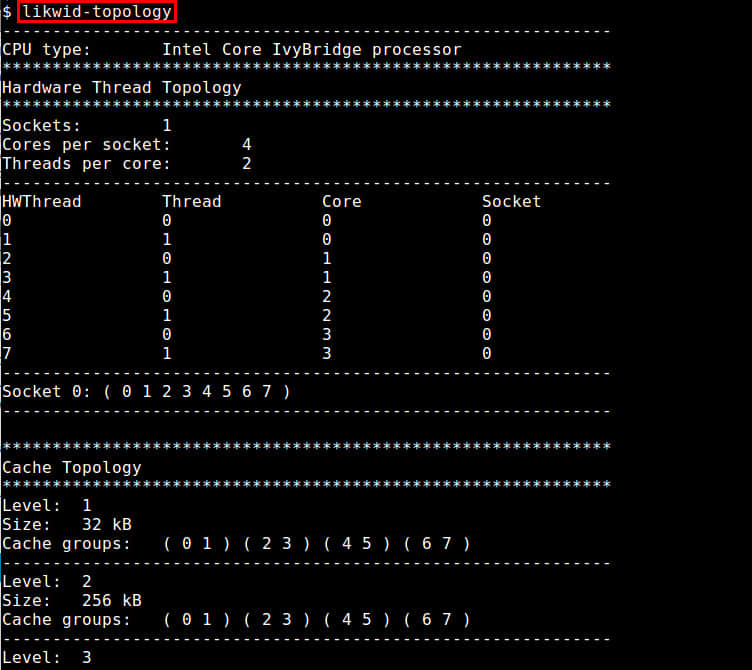 $ likwid-topology
-------------------------------------------------------------
CPU type:       Intel Core IvyBridge processor
*************************************************************
Hardware Thread Topology
*************************************************************
Sockets:        1
Cores per socket:       4
Threads per core:       2
-------------------------------------------------------------
HWThread        Thread          Core            Socket
0               0               0               0
1               1               0               0
2               0               1               0
3               1               1               0
4               0               2               0
5               1               2               0
6               0               3               0
7               1               3               0
-------------------------------------------------------------
Socket 0: ( 0 1 2 3 4 5 6 7 )
-------------------------------------------------------------
*************************************************************
Cache Topology
*************************************************************
Level:  1
Size:   32 kB
Cache groups:   ( 0 1 ) ( 2 3 ) ( 4 5 ) ( 6 7 )
-------------------------------------------------------------
Level:  2
Size:   256 kB
Cache groups:   ( 0 1 ) ( 2 3 ) ( 4 5 ) ( 6 7 )
-------------------------------------------------------------
Level:  3